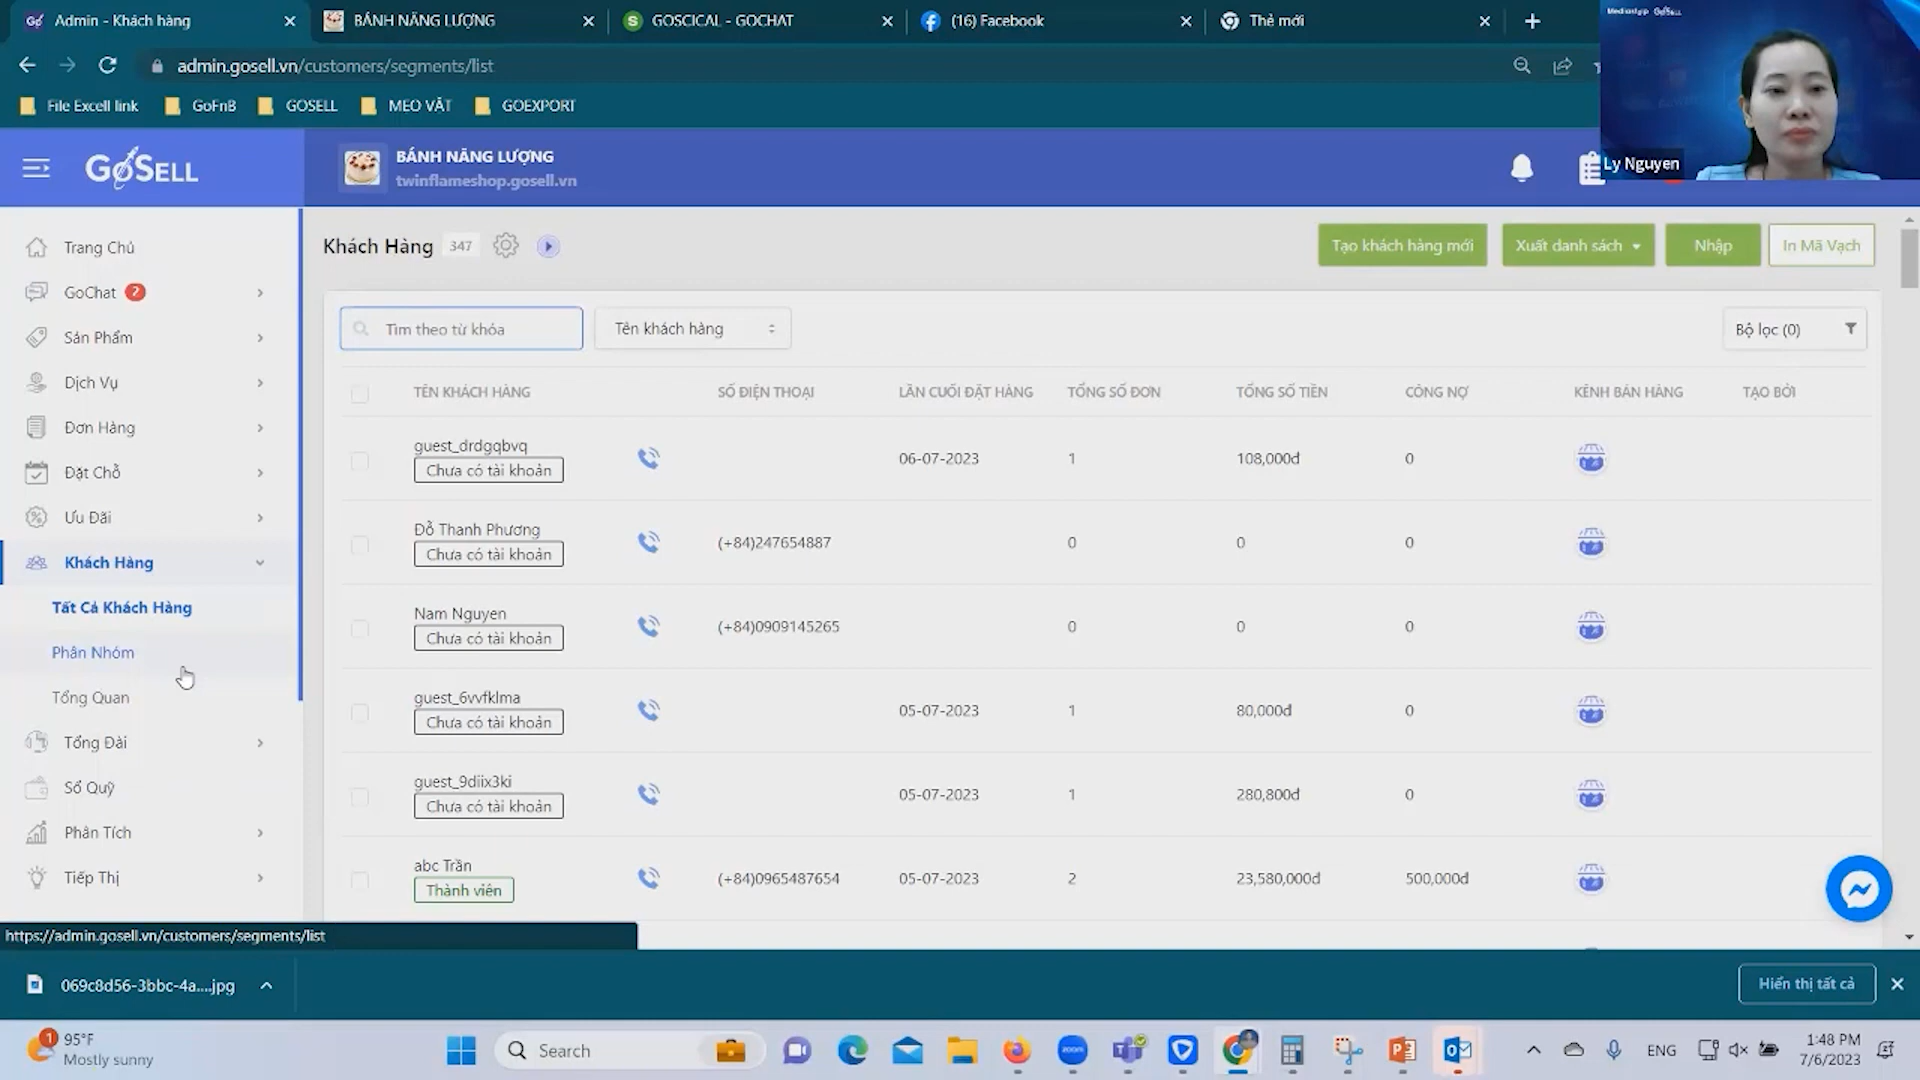 Admin - Khách hàng
BÁNH NĂNG LƯỢNG
GOSCICAL - GOCHAT
(16) Facebook
Thẻ mới
admin.gosell.vn/customers/segments/list
File Excell link
GoFnB
GOSELL
MẸO VẶT
GOEXPORT
GOSELL
BÁNH NĂNG LƯỢNG
twinflameshop.gosell.vn
Ly Nguyen
Trang Chủ
GoChat 2
Sản Phẩm
Dịch Vụ
Đơn Hàng
Đặt Chỗ
Ưu Đãi
Khách Hàng
Tất Cả Khách Hàng
Phân Nhóm
Tổng Quan
Tổng Đài
Sổ Quỹ
Phân Tích
Tiếp Thị
Khách Hàng 347
Tạo khách hàng mới
Xuất danh sách
Nhập
In Mã Vạch
Tìm theo từ khóa
Tên khách hàng
Bộ lọc (0)
TÊN KHÁCH HÀNG SỐ ĐIỆN THOẠI LẦN CUỐI ĐẶT HÀNG TỔNG SỐ ĐƠN TỔNG SỐ TIỀN CÔNG NỢ KÊNH BÁN HÀNG TẠO BỞI
guest_drdgqbvq
Chưa có tài khoản
06-07-2023 1 108,000đ 0
Đỗ Thanh Phương
Chưa có tài khoản
(+84)247654887 0 0 0
Nam Nguyen
Chưa có tài khoản
(+84)0909145265 0 0 0
guest_6vvfklma
Chưa có tài khoản
05-07-2023 1 80,000đ 0
guest_9diix3ki
Chưa có tài khoản
05-07-2023 1 280,800đ 0
abc Trần
Thành viên
(+84)0965487654 05-07-2023 2 23,580,000đ 500,000đ
https://admin.gosell.vn/customers/segments/list
069c8d56-3bbc-4a....jpg
Hiển thị tất cả
1
95°F
Mostly sunny
Search
zoom
ENG
1:48 PM
7/6/2023